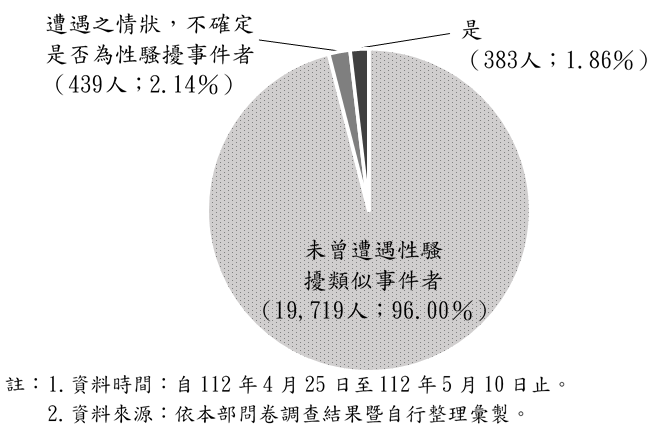 遭遇之情狀，不確定
是否為性騷擾事件者
（439人；2.14％）
是
（383人；1.86％）
未曾遭遇性騷
擾類似事件者
（19,719人；96.00％）
註：1.資料時間：自112年4月25日至112年5月10日止。
2.資料來源：依本部問卷調查結果暨自行整理彙製。